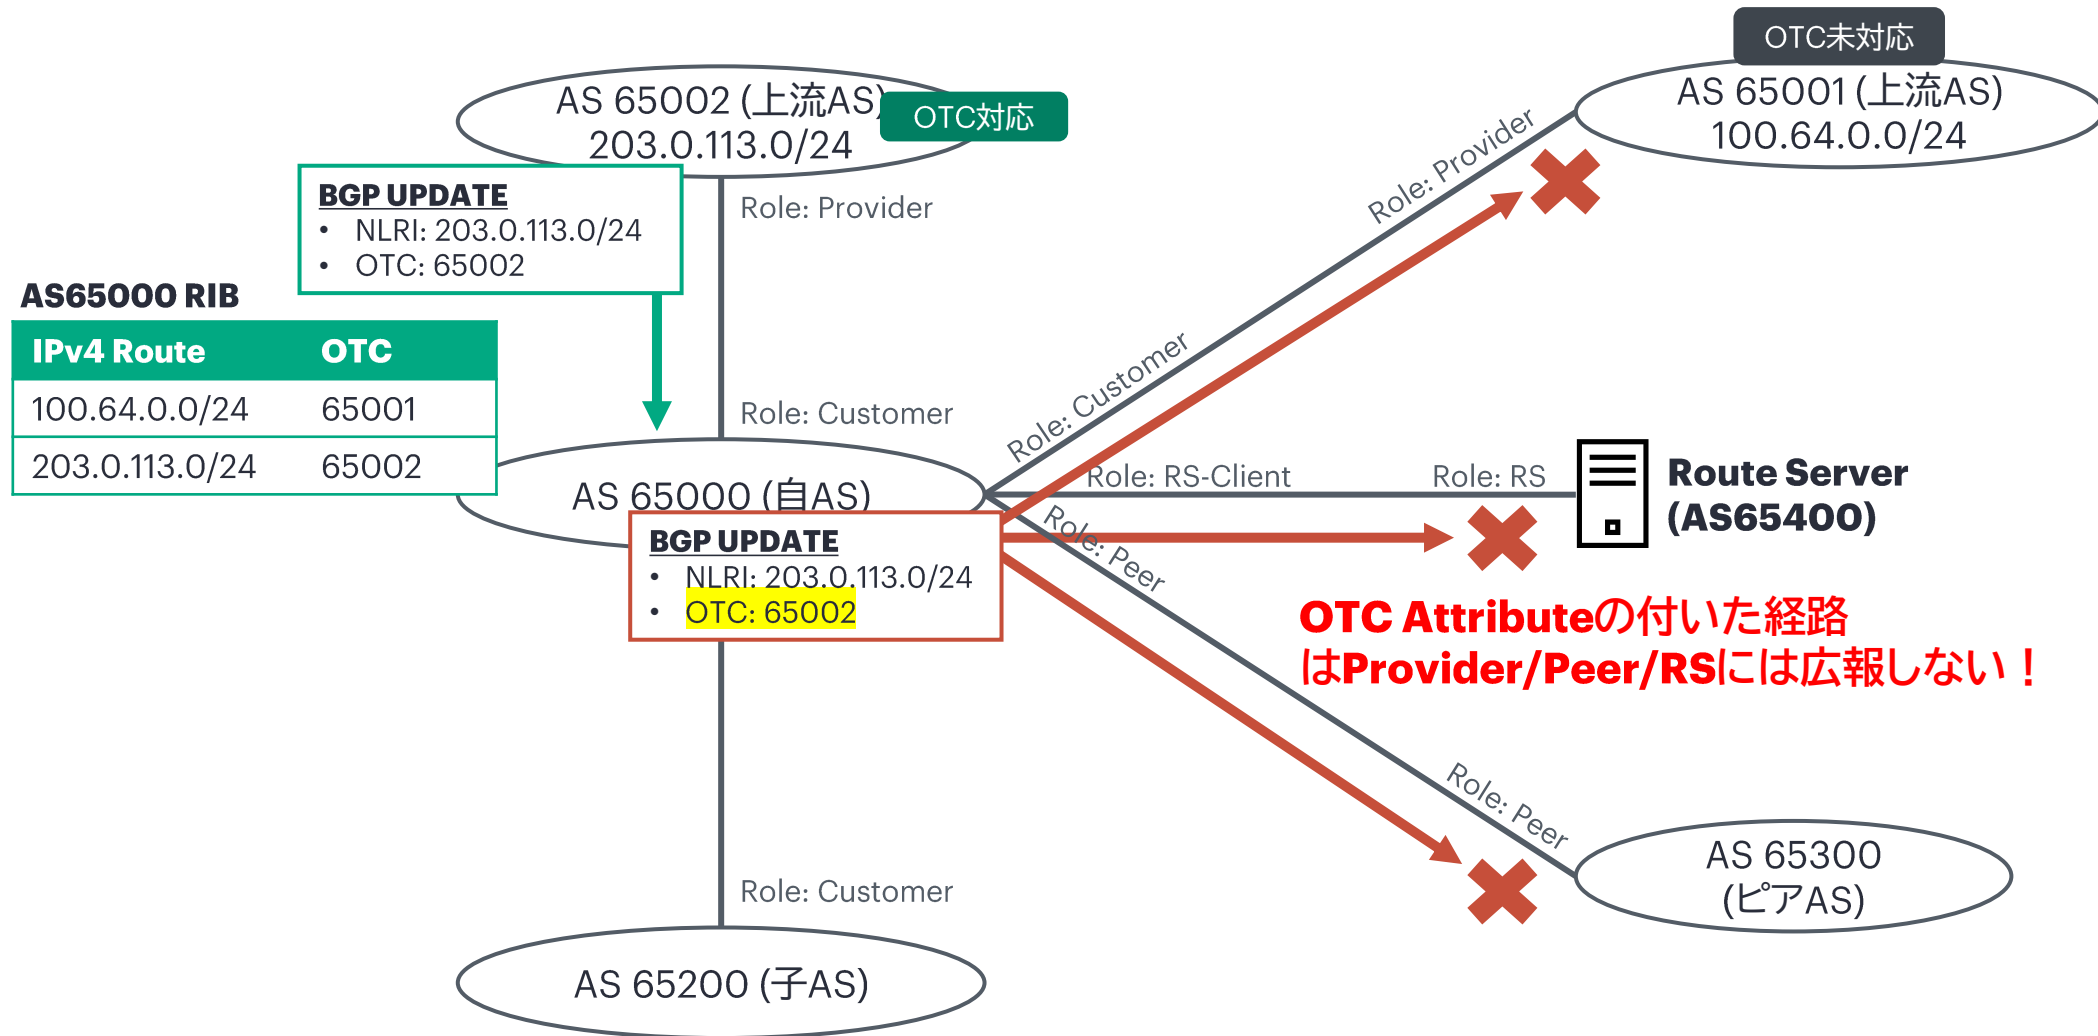 OTC未対応
AS 65001 (上流AS)
100.64.0.0/24
AS 65002 (上流AS)
203.0.113.0/24
OTC対応
BGP UPDATE
• NLRI: 203.0.113.0/24
• OTC: 65002
Role: Provider
Role: Provider
AS65000 RIB
IPv4 Route OTC
100.64.0.0/24 65001
203.0.113.0/24 65002
Role: Customer
Role: Customer
AS 65000 (自AS)
Role: RS-Client
Role: RS
Route Server
(AS65400)
BGP UPDATE
• NLRI: 203.0.113.0/24
• OTC: 65002
Role: Peer
OTC Attributeの付いた経路
はProvider/Peer/RSには広報しない！
Role: Peer
AS 65300
(ピアAS)
Role: Customer
AS 65200 (子AS)